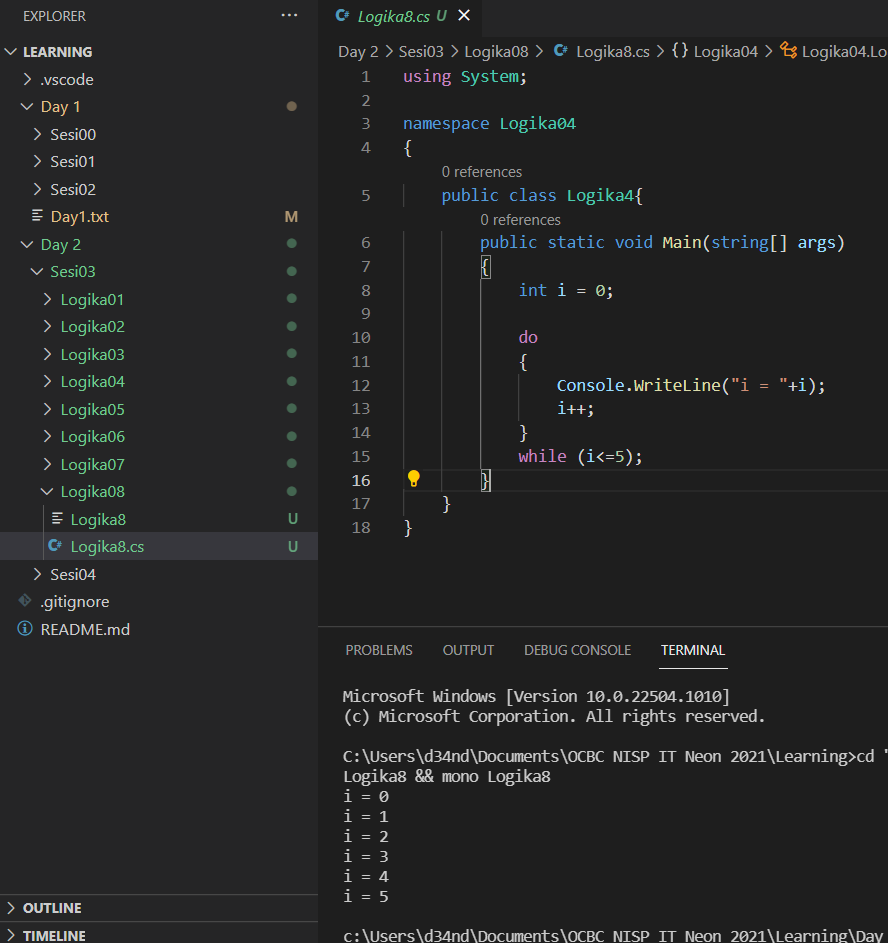 EXPLORER ...
LEARNING
.vscode
Day 1
Sesi00
Sesi01
Sesi02
Day1.txt M
Day 2
Sesi03
Logika01
Logika02
Logika03
Logika04
Logika05
Logika06
Logika07
Logika08
Logika8 U
C# Logika8.cs U
Sesi04
.gitignore
README.md
OUTLINE
TIMELINE
C# Logika8.cs U
Day 2 > Sesi03 > Logika08 > C# Logika8.cs > {} Logika04 > Logika04.Lo
1 using System;
2
3 namespace Logika04
4 {
0 references
5 public class Logika4{
0 references
6 public static void Main(string[] args)
7 {
8 int i = 0;
9
10 do
11 {
12 Console.WriteLine("i = "+i);
13 i++;
14 }
15 while (i<=5);
16 }
17 }
18 }
PROBLEMS OUTPUT DEBUG CONSOLE TERMINAL
Microsoft Windows [Version 10.0.22504.1010]
(c) Microsoft Corporation. All rights reserved.
C:\Users\d34nd\Documents\OCBC NISP IT Neon 2021\Learning>cd "
Logika8 && mono Logika8
i = 0
i = 1
i = 2
i = 3
i = 4
i = 5
c:\Users\d34nd\Documents\OCBC NISP IT Neon 2021\Learning\Day